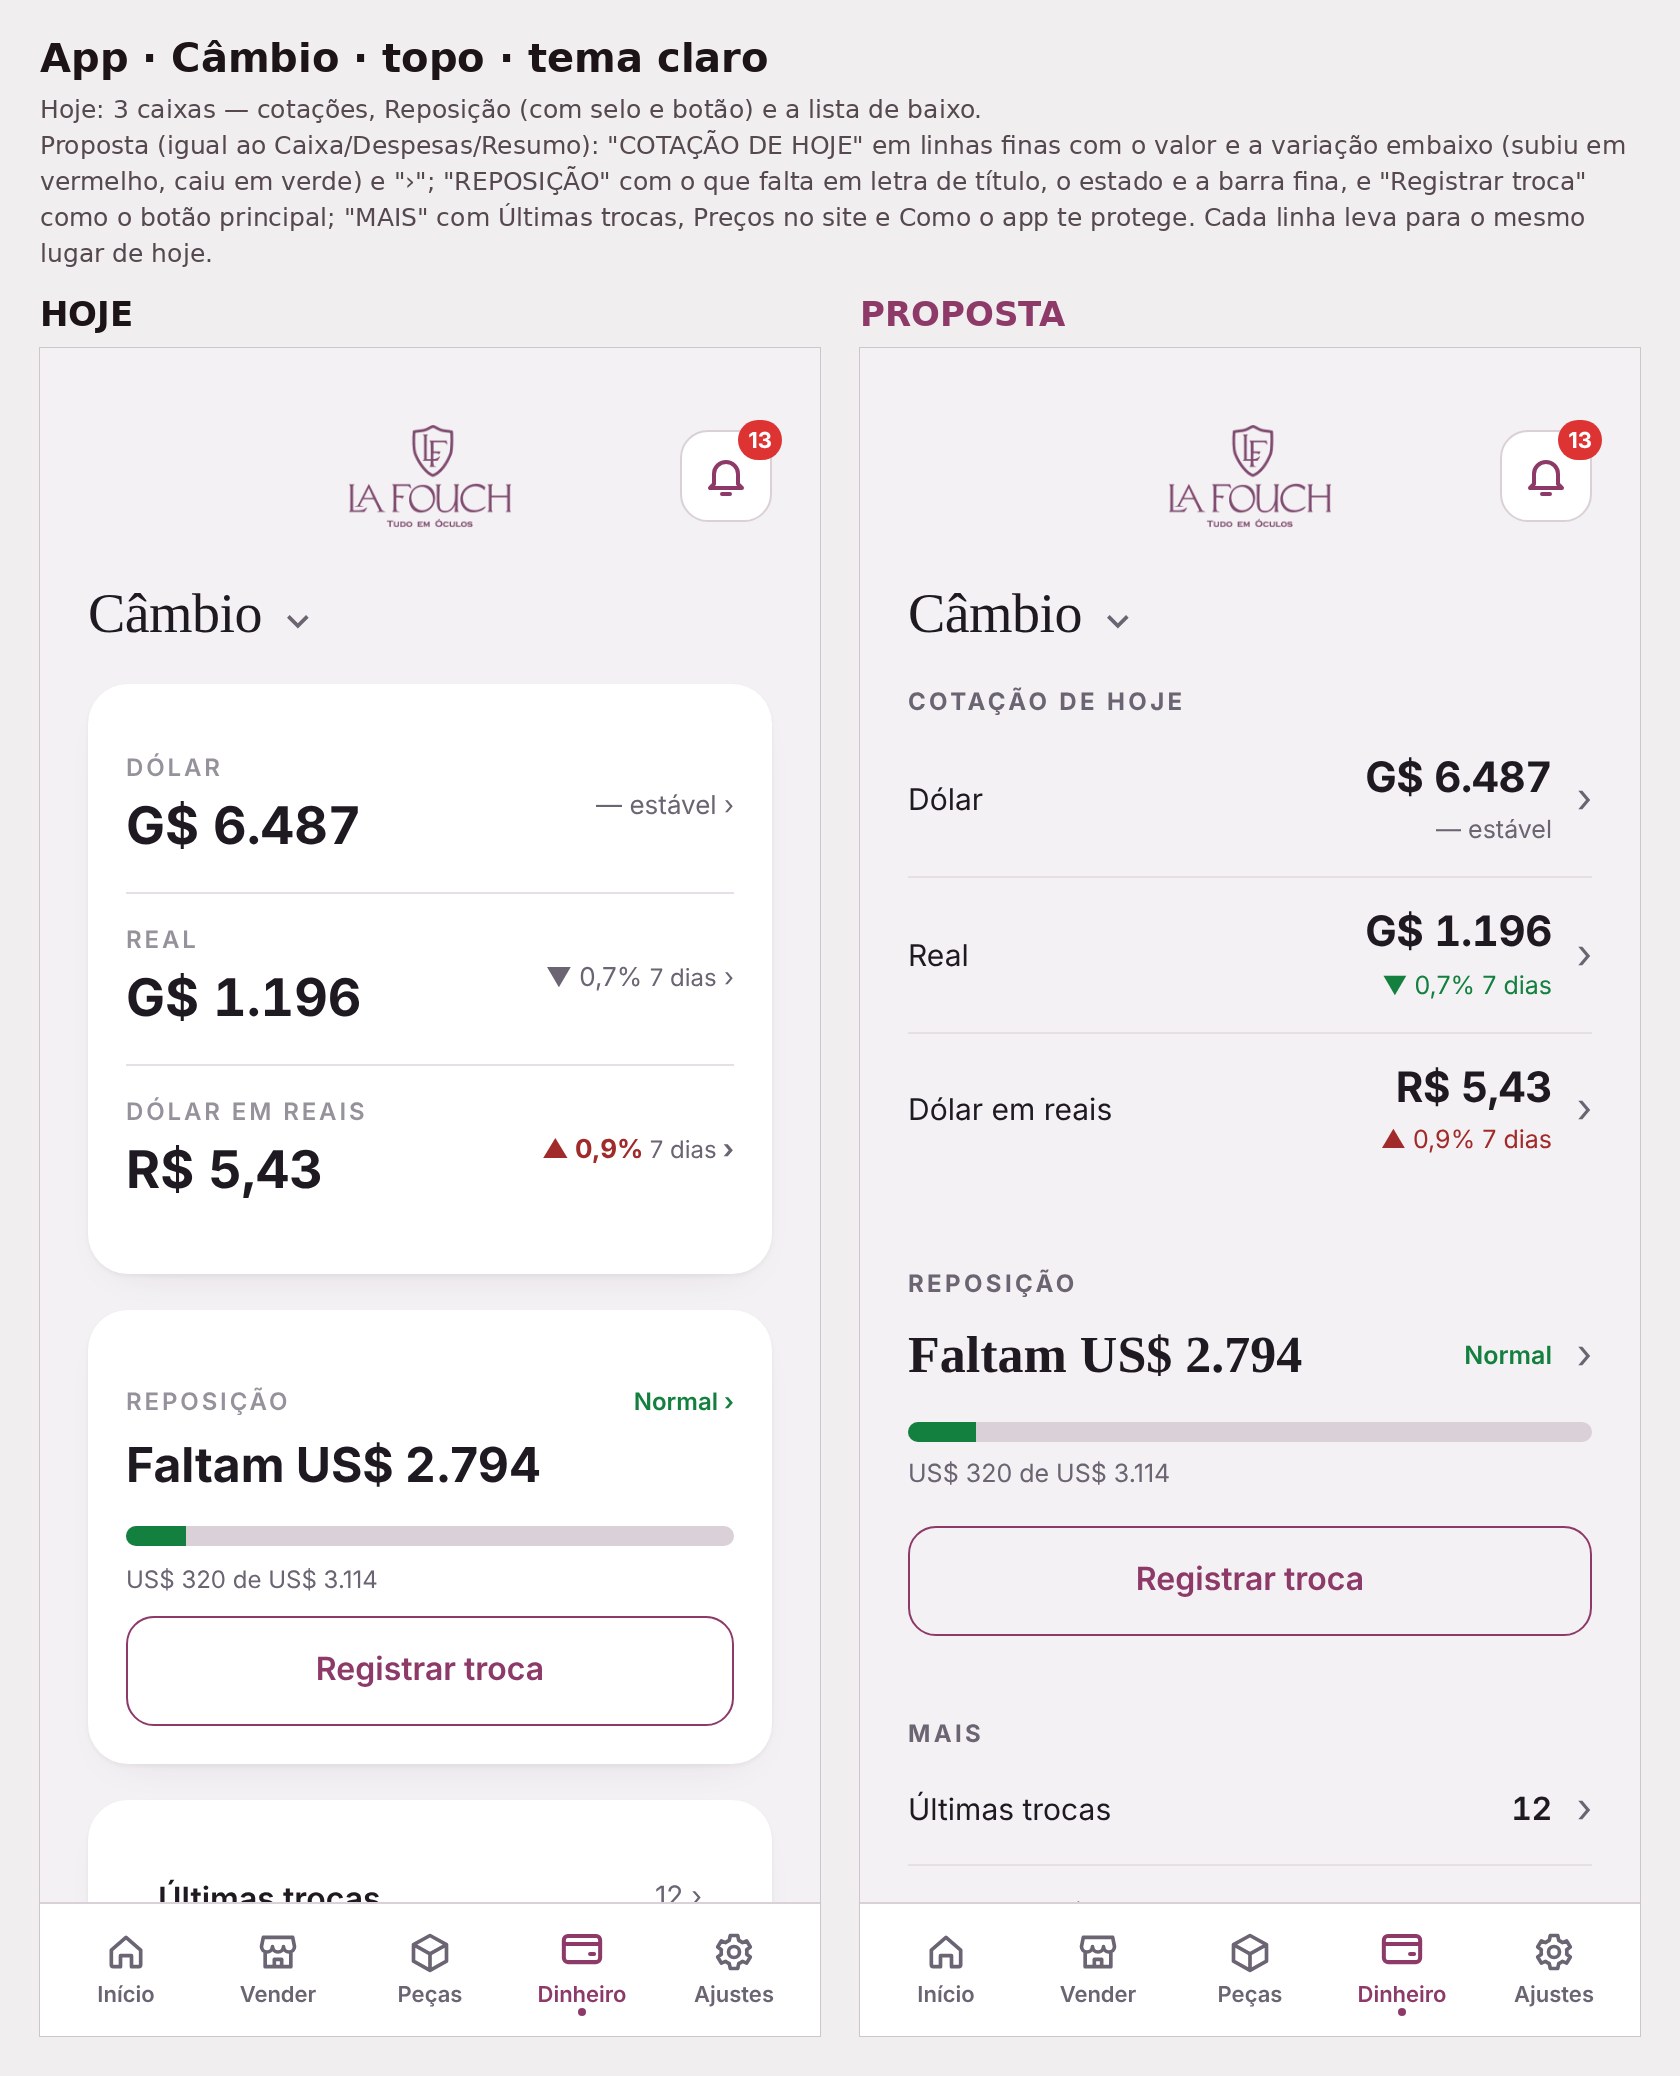 App · Câmbio · topo · tema claro
Hoje: 3 caixas — cotações, Reposição (com selo e botão) e a lista de baixo.
Proposta (igual ao Caixa/Despesas/Resumo): "COTAÇÃO DE HOJE" em linhas finas com o valor e a variação embaixo (subiu em
vermelho, caiu em verde) e "›"; "REPOSIÇÃO" com o que falta em letra de título, o estado e a barra fina, e "Registrar troca"
como o botão principal; "MAIS" com Últimas trocas, Preços no site e Como o app te protege. Cada linha leva para o mesmo
lugar de hoje.
HOJE
13
LF
LA FOUCH
TUDO EM ÓCULOS
Câmbio
DÓLAR
G$ 6.487
— estável ›
REAL
G$ 1.196
▼ 0,7% 7 dias ›
DÓLAR EM REAIS
R$ 5,43
▲ 0,9% 7 dias ›
REPOSIÇÃO
Normal ›
Faltam US$ 2.794
US$ 320 de US$ 3.114
Registrar troca
Últimas trocas
12 ›
Início
Vender
Peças
Dinheiro
Ajustes
PROPOSTA
13
LF
LA FOUCH
TUDO EM ÓCULOS
Câmbio
COTAÇÃO DE HOJE
Dólar
G$ 6.487 ›
— estável
Real
G$ 1.196 ›
▼ 0,7% 7 dias
Dólar em reais
R$ 5,43 ›
▲ 0,9% 7 dias
REPOSIÇÃO
Faltam US$ 2.794
Normal ›
US$ 320 de US$ 3.114
Registrar troca
MAIS
Últimas trocas
12 ›
Início
Vender
Peças
Dinheiro
Ajustes